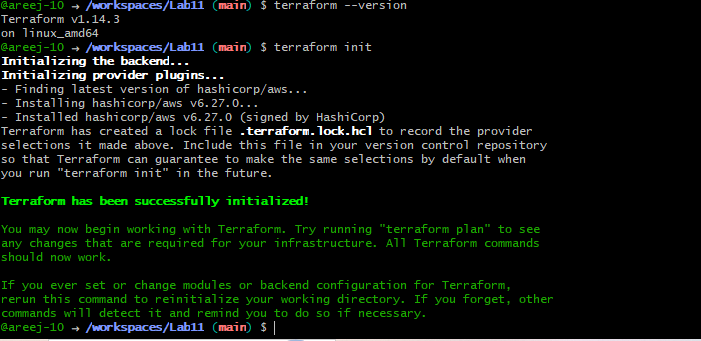 @areej-10 → /workspaces/Lab11 (main) $ terraform --version
Terraform v1.14.3
on linux_amd64
@areej-10 → /workspaces/Lab11 (main) $ terraform init
Initializing the backend...
Initializing provider plugins...
- Finding latest version of hashicorp/aws...
- Installing hashicorp/aws v6.27.0...
- Installed hashicorp/aws v6.27.0 (signed by HashiCorp)
Terraform has created a lock file .terraform.lock.hcl to record the provider
selections it made above. Include this file in your version control repository
so that Terraform can guarantee to make the same selections by default when
you run "terraform init" in the future.
Terraform has been successfully initialized!
You may now begin working with Terraform. Try running "terraform plan" to see
any changes that are required for your infrastructure. All Terraform commands
should now work.
If you ever set or change modules or backend configuration for Terraform,
rerun this command to reinitialize your working directory. If you forget, other
commands will detect it and remind you to do so if necessary.
@areej-10 → /workspaces/Lab11 (main) $